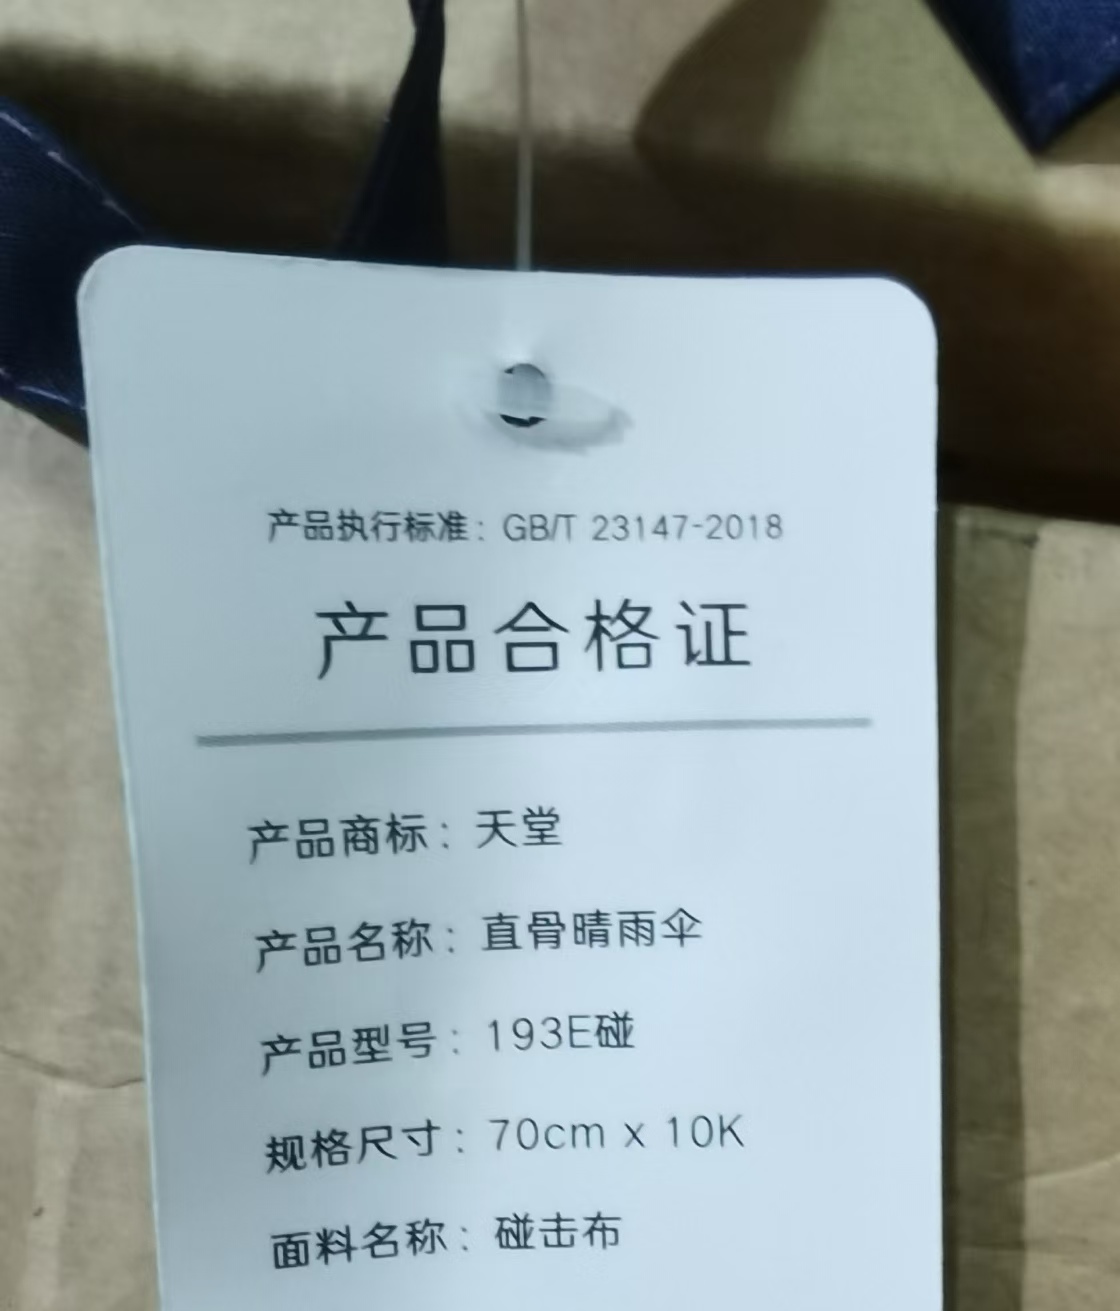 产品执行标准：GB/T 23147-2018
产品合格证
产品商标：天堂
产品名称：直骨晴雨伞
产品型号：193E碰
规格尺寸：70cm x 10K
面料名称：碰击布